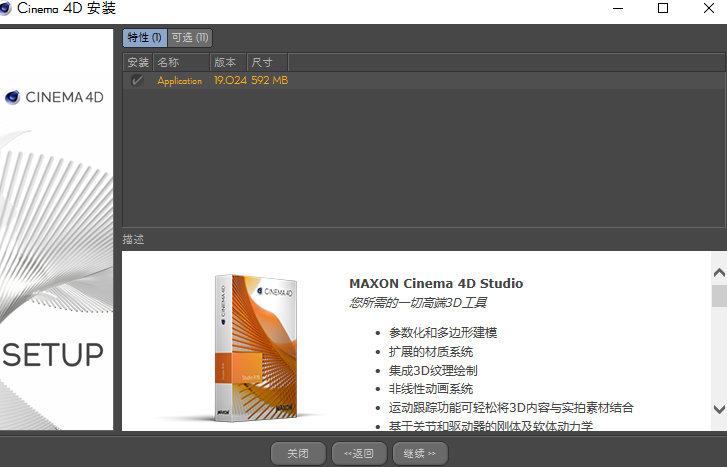 Cinema 4D 安装
特性 (1) 可选 (11)
安装 名称 版本 尺寸
Application 19.024 592 MB
CINEMA 4D
SETUP
描述
CINEMA 4D
CINEMA 4D
MAXON
MAXON
MAXON Cinema 4D Studio
您所需的一切高端3D工具
• 参数化和多边形建模
• 扩展的材质系统
• 集成3D纹理绘制
• 非线性动画系统
• 运动跟踪功能可轻松将3D内容与实拍素材结合
• 基于关节和驱动器的刚体及软体动力学
关闭 <<返回 继续 >>